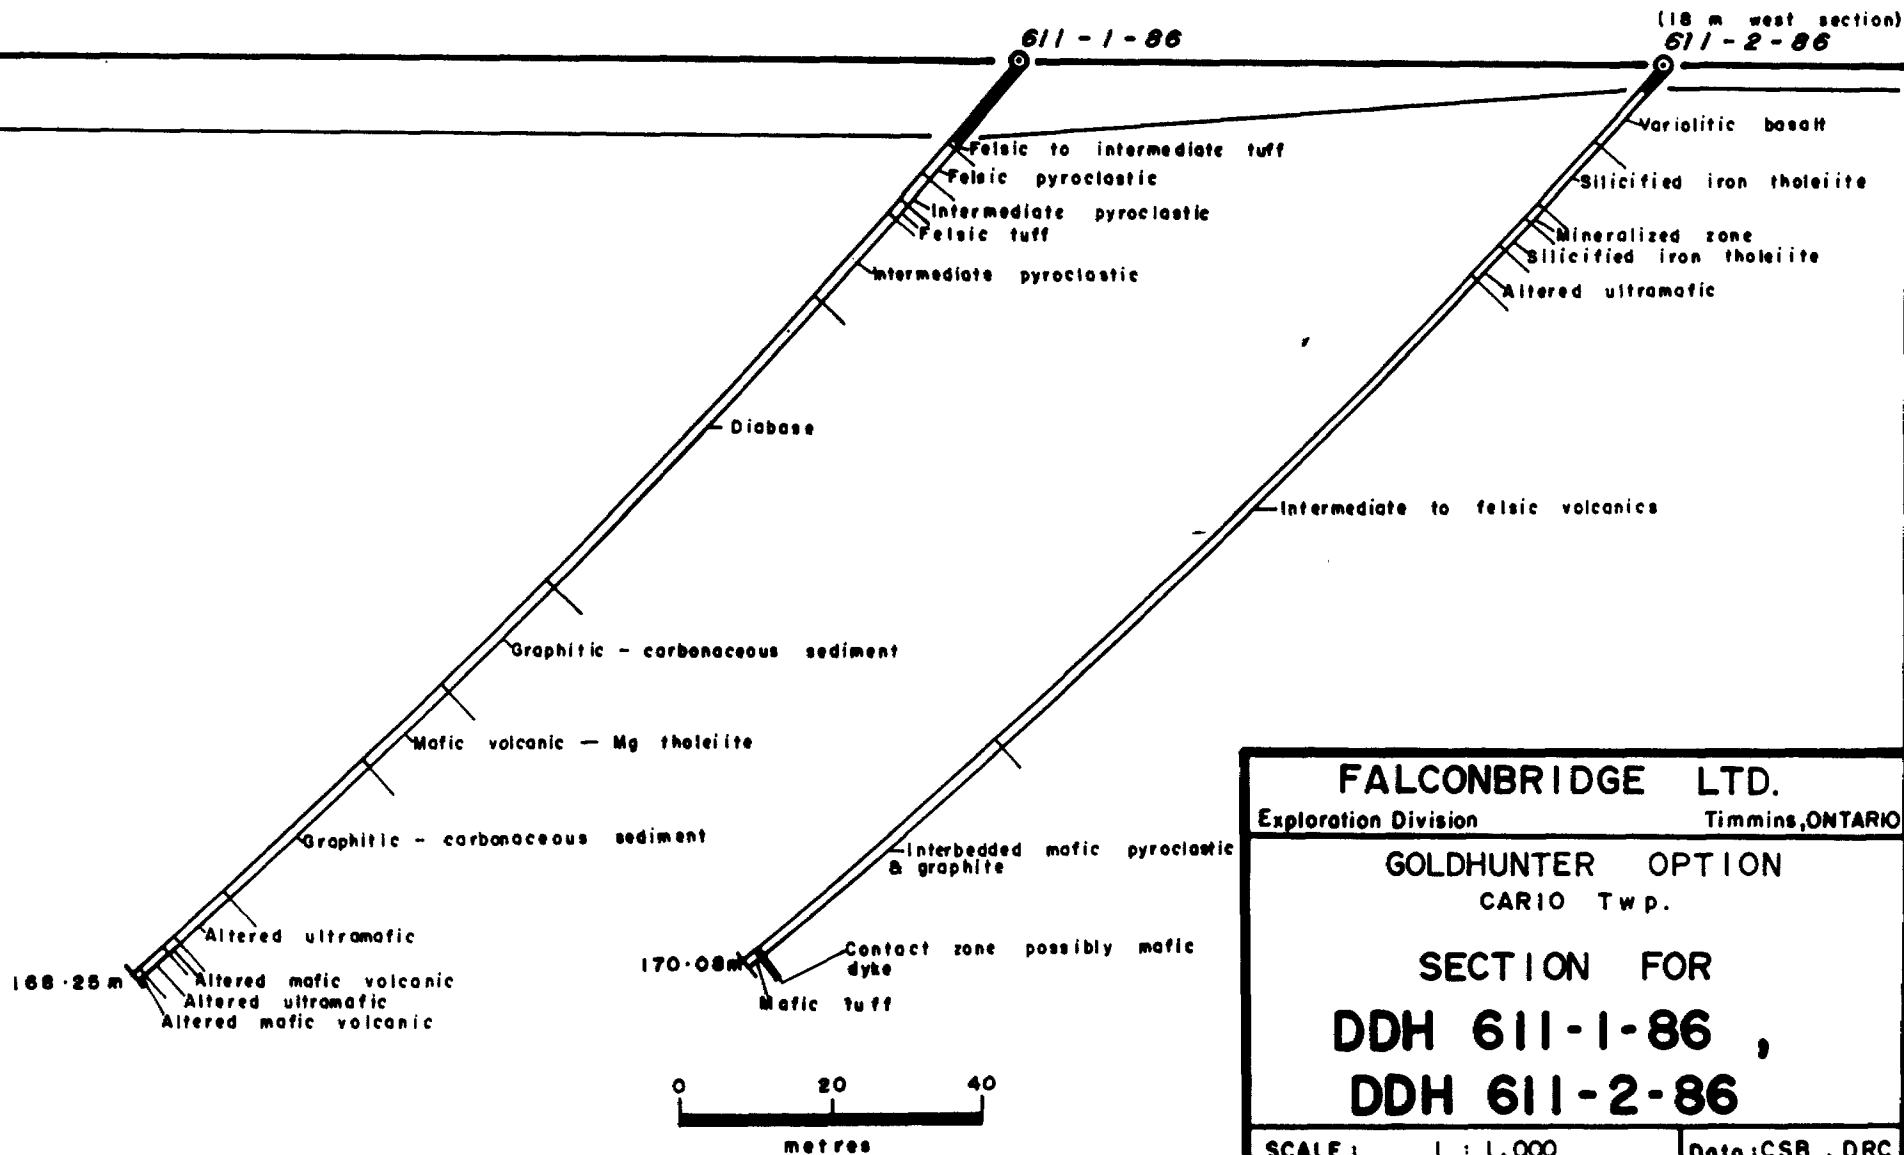 (18 m west section)
611-1-86
611-2-86
Variolitic basalt
Felsic to intermediate tuff
Felsic pyroclastic
Silicified iron tholeiite
Intermediate pyroclastic
Felsic tuff
Mineralized zone
Silicified iron tholeiite
Intermediate pyroclastic
Altered ultramafic
Diabase
Intermediate to felsic volcanics
Graphitic - carbonaceous sediment
Mafic volcanic — Mg tholeiite
Graphitic - carbonaceous sediment
Interbedded mafic pyroclastic
& graphite
Altered ultramafic
168.25 m
Altered mafic volcanic
Altered ultramafic
Altered mafic volcanic
170.08m
Contact zone possibly mafic
dyke
Mafic tuff
0 20 40
metres
FALCONBRIDGE LTD.
Exploration Division Timmins, ONTARIO
GOLDHUNTER OPTION
CARIO Twp.
SECTION FOR
DDH 611-1-86 ,
DDH 611-2-86
SCALE: 1 : 1,000 Data: CSB , DRC